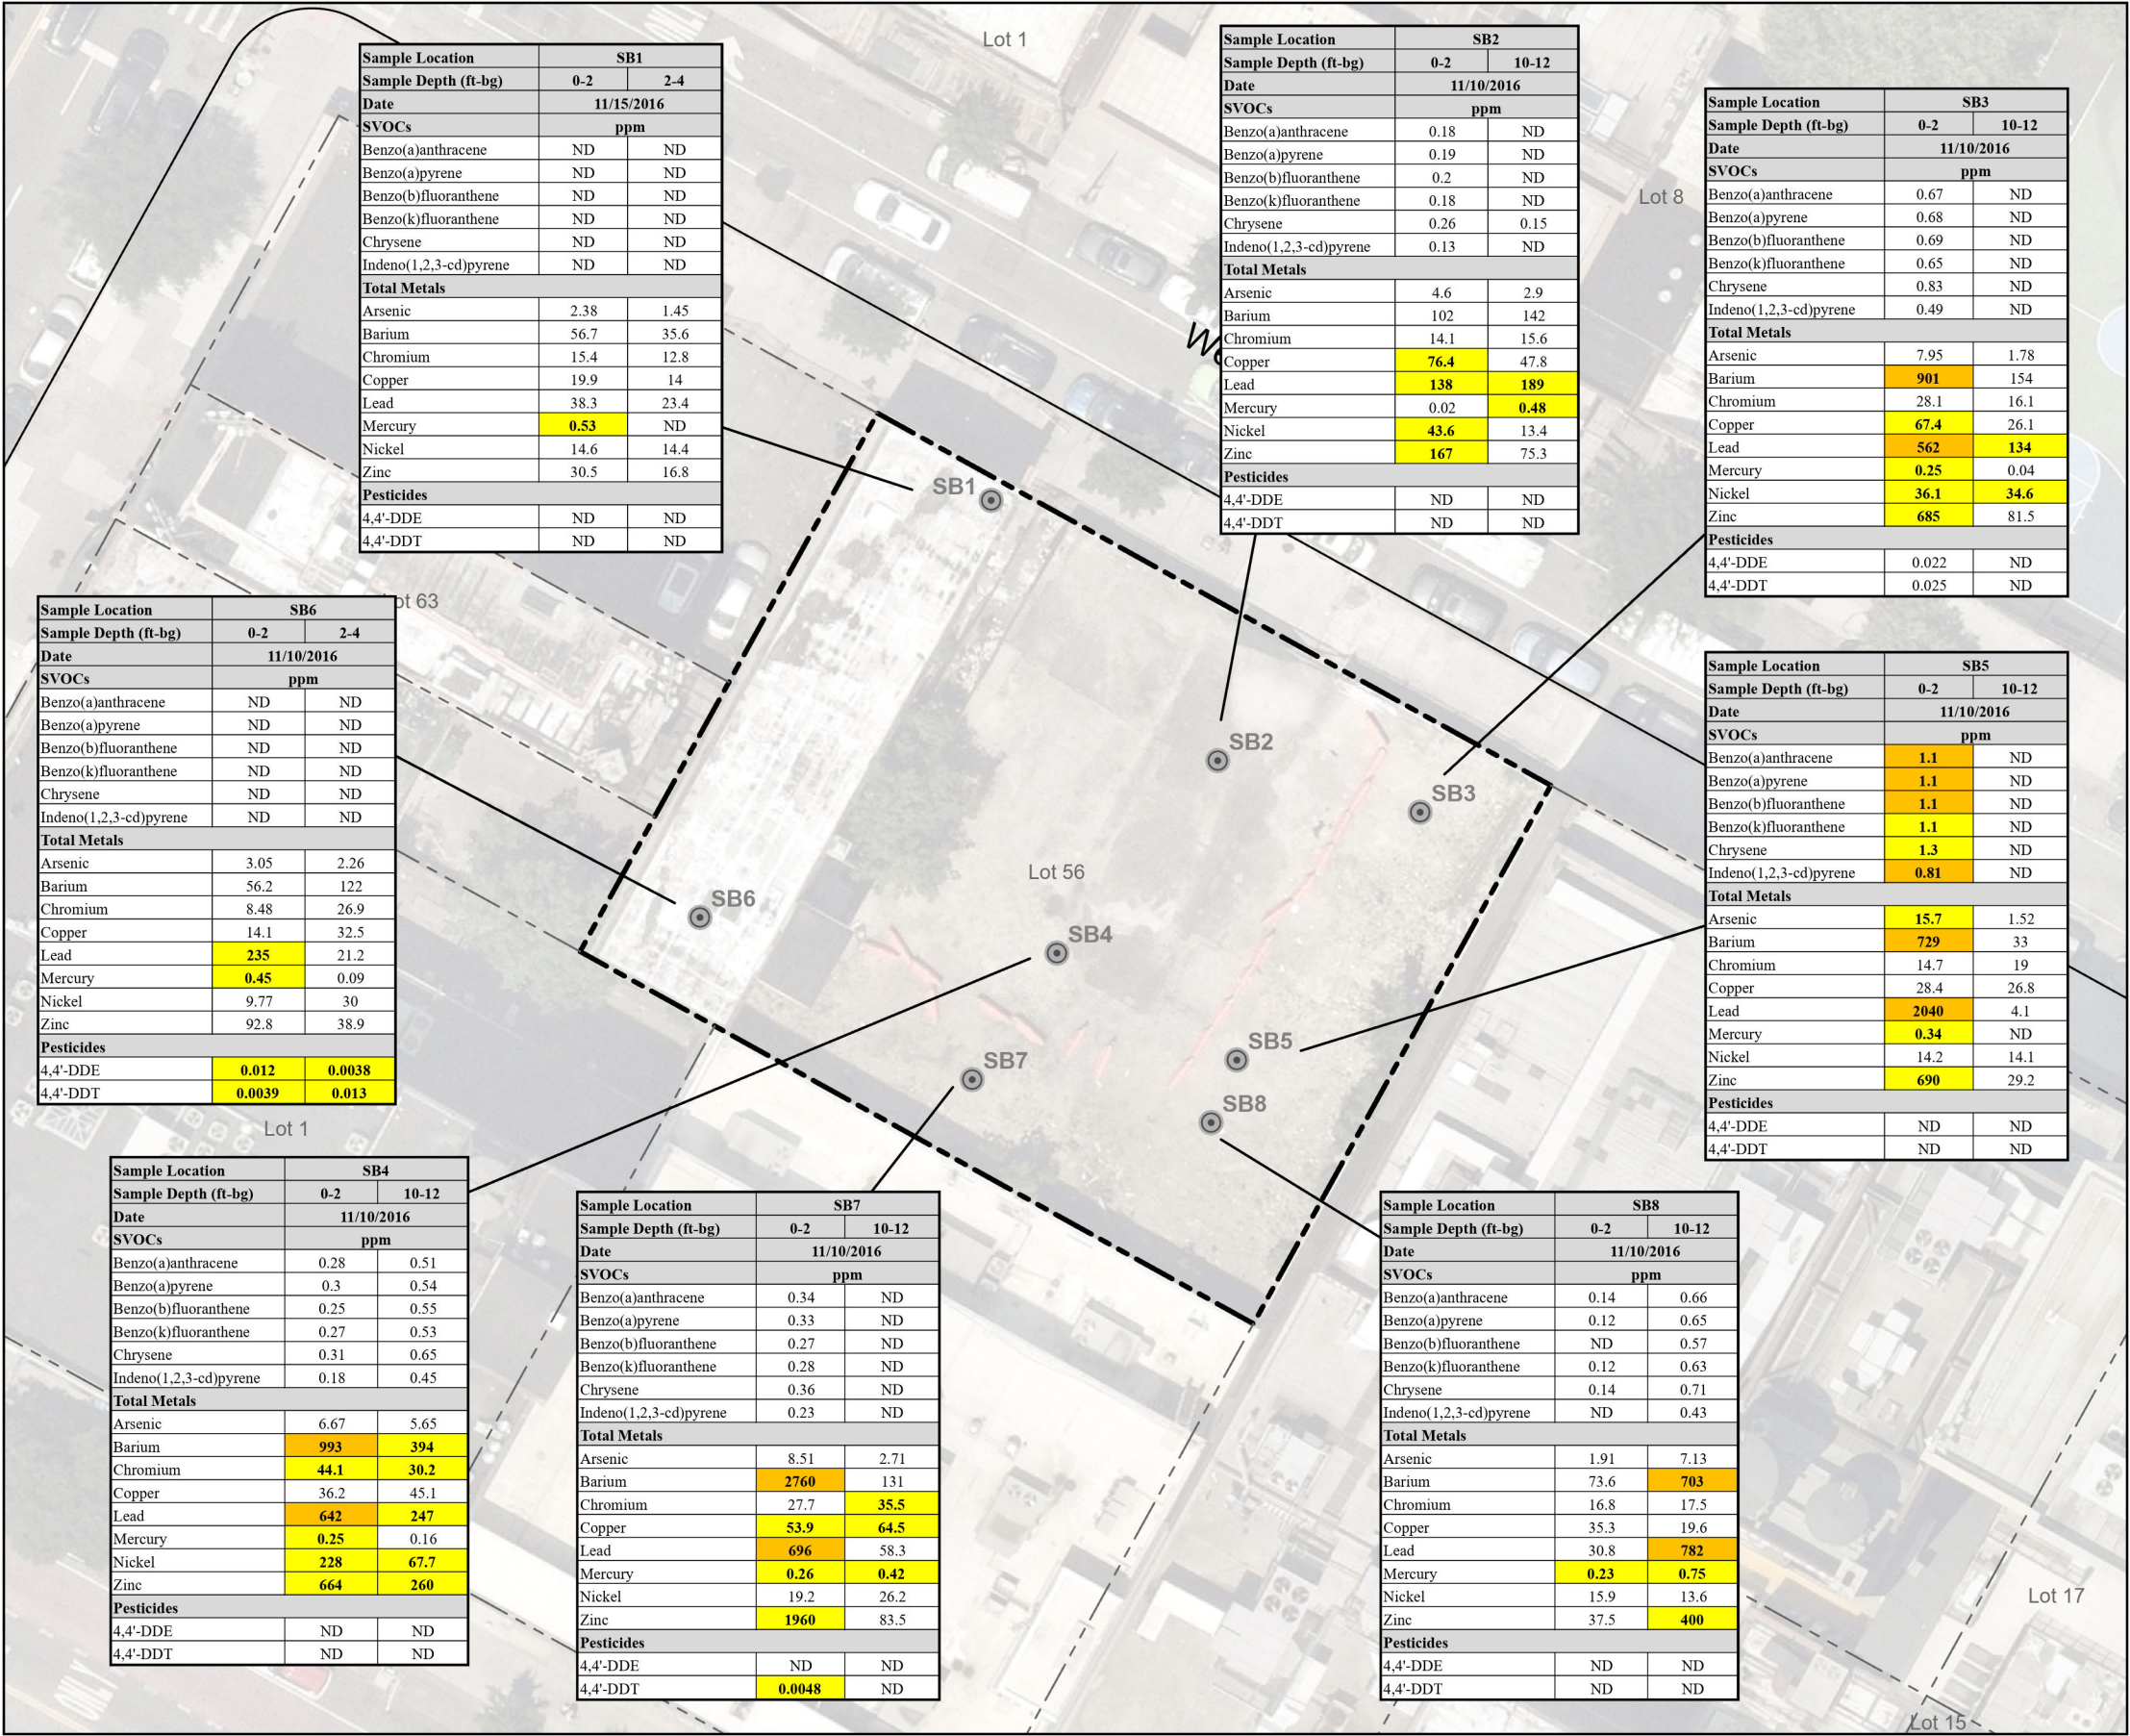 Lot 1
Sample Location SB1
Sample Depth (ft-bg) 0-2 2-4
Date 11/15/2016
SVOCs ppm
Benzo(a)anthracene ND ND
Benzo(a)pyrene ND ND
Benzo(b)fluoranthene ND ND
Benzo(k)fluoranthene ND ND
Chrysene ND ND
Indeno(1,2,3-cd)pyrene ND ND
Total Metals
Arsenic 2.38 1.45
Barium 56.7 35.6
Chromium 15.4 12.8
Copper 19.9 14
Lead 38.3 23.4
Mercury 0.53 ND
Nickel 14.6 14.4
Zinc 30.5 16.8
Pesticides
4,4'-DDE ND ND
4,4'-DDT ND ND
Sample Location SB2
Sample Depth (ft-bg) 0-2 10-12
Date 11/10/2016
SVOCs ppm
Benzo(a)anthracene 0.18 ND
Benzo(a)pyrene 0.19 ND
Benzo(b)fluoranthene 0.2 ND
Benzo(k)fluoranthene 0.18 ND
Chrysene 0.26 0.15
Indeno(1,2,3-cd)pyrene 0.13 ND
Total Metals
Arsenic 4.6 2.9
Barium 102 142
Chromium 14.1 15.6
Copper 76.4 47.8
Lead 138 189
Mercury 0.02 0.48
Nickel 43.6 13.4
Zinc 167 75.3
Pesticides
4,4'-DDE ND ND
4,4'-DDT ND ND
Lot 8
Sample Location SB3
Sample Depth (ft-bg) 0-2 10-12
Date 11/10/2016
SVOCs ppm
Benzo(a)anthracene 0.67 ND
Benzo(a)pyrene 0.68 ND
Benzo(b)fluoranthene 0.69 ND
Benzo(k)fluoranthene 0.65 ND
Chrysene 0.83 ND
Indeno(1,2,3-cd)pyrene 0.49 ND
Total Metals
Arsenic 7.95 1.78
Barium 901 154
Chromium 28.1 16.1
Copper 67.4 26.1
Lead 562 134
Mercury 0.25 0.04
Nickel 36.1 34.6
Zinc 685 81.5
Pesticides
4,4'-DDE 0.022 ND
4,4'-DDT 0.025 ND
SB1
ot 63
Sample Location SB6
Sample Depth (ft-bg) 0-2 2-4
Date 11/10/2016
SVOCs ppm
Benzo(a)anthracene ND ND
Benzo(a)pyrene ND ND
Benzo(b)fluoranthene ND ND
Benzo(k)fluoranthene ND ND
Chrysene ND ND
Indeno(1,2,3-cd)pyrene ND ND
Total Metals
Arsenic 3.05 2.26
Barium 56.2 122
Chromium 8.48 26.9
Copper 14.1 32.5
Lead 235 21.2
Mercury 0.45 0.09
Nickel 9.77 30
Zinc 92.8 38.9
Pesticides
4,4'-DDE 0.012 0.0038
4,4'-DDT 0.0039 0.013
SB2
SB3
Lot 56
SB6
SB4
SB5
SB7
SB8
Sample Location SB5
Sample Depth (ft-bg) 0-2 10-12
Date 11/10/2016
SVOCs ppm
Benzo(a)anthracene 1.1 ND
Benzo(a)pyrene 1.1 ND
Benzo(b)fluoranthene 1.1 ND
Benzo(k)fluoranthene 1.1 ND
Chrysene 1.3 ND
Indeno(1,2,3-cd)pyrene 0.81 ND
Total Metals
Arsenic 15.7 1.52
Barium 729 33
Chromium 14.7 19
Copper 28.4 26.8
Lead 2040 4.1
Mercury 0.34 ND
Nickel 14.2 14.1
Zinc 690 29.2
Pesticides
4,4'-DDE ND ND
4,4'-DDT ND ND
Lot 1
Sample Location SB4
Sample Depth (ft-bg) 0-2 10-12
Date 11/10/2016
SVOCs ppm
Benzo(a)anthracene 0.28 0.51
Benzo(a)pyrene 0.3 0.54
Benzo(b)fluoranthene 0.25 0.55
Benzo(k)fluoranthene 0.27 0.53
Chrysene 0.31 0.65
Indeno(1,2,3-cd)pyrene 0.18 0.45
Total Metals
Arsenic 6.67 5.65
Barium 993 394
Chromium 44.1 30.2
Copper 36.2 45.1
Lead 642 247
Mercury 0.25 0.16
Nickel 228 67.7
Zinc 664 260
Pesticides
4,4'-DDE ND ND
4,4'-DDT ND ND
Sample Location SB7
Sample Depth (ft-bg) 0-2 10-12
Date 11/10/2016
SVOCs ppm
Benzo(a)anthracene 0.34 ND
Benzo(a)pyrene 0.33 ND
Benzo(b)fluoranthene 0.27 ND
Benzo(k)fluoranthene 0.28 ND
Chrysene 0.36 ND
Indeno(1,2,3-cd)pyrene 0.23 ND
Total Metals
Arsenic 8.51 2.71
Barium 2760 131
Chromium 27.7 35.5
Copper 53.9 64.5
Lead 696 58.3
Mercury 0.26 0.42
Nickel 19.2 26.2
Zinc 1960 83.5
Pesticides
4,4'-DDE ND ND
4,4'-DDT 0.0048 ND
Sample Location SB8
Sample Depth (ft-bg) 0-2 10-12
Date 11/10/2016
SVOCs ppm
Benzo(a)anthracene 0.14 0.66
Benzo(a)pyrene 0.12 0.65
Benzo(b)fluoranthene ND 0.57
Benzo(k)fluoranthene 0.12 0.63
Chrysene 0.14 0.71
Indeno(1,2,3-cd)pyrene ND 0.43
Total Metals
Arsenic 1.91 7.13
Barium 73.6 703
Chromium 16.8 17.5
Copper 35.3 19.6
Lead 30.8 782
Mercury 0.23 0.75
Nickel 15.9 13.6
Zinc 37.5 400
Pesticides
4,4'-DDE ND ND
4,4'-DDT ND ND
Lot 17
Lot 15